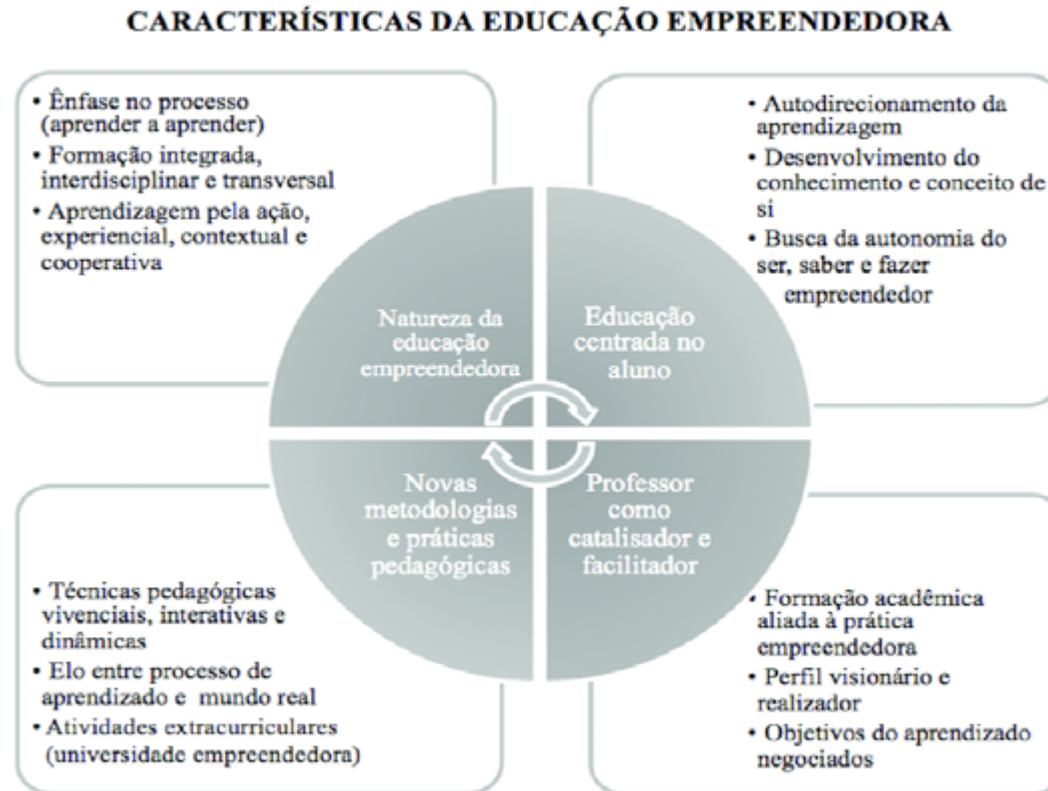 CARACTERÍSTICAS DA EDUCAÇÃO EMPREENDEDORA
• Ênfase no processo
(aprender a aprender)
• Formação integrada,
interdisciplinar e transversal
• Aprendizagem pela ação,
experiencial, contextual e
cooperativa
• Autodirecionamento da
aprendizagem
• Desenvolvimento do
conhecimento e conceito de
si
• Busca da autonomia do
ser, saber e fazer
empreendedor
Natureza da
educação
empreendedora
Educação
centrada no
aluno
Novas
metodologias
e práticas
pedagógicas
Professor
como
catalisador e
facilitador
• Técnicas pedagógicas
vivenciais, interativas e
dinâmicas
• Elo entre processo de
aprendizado e mundo real
• Atividades extracurriculares
(universidade empreendedora)
• Formação acadêmica
aliada à prática
empreendedora
• Perfil visionário e
realizador
• Objetivos do aprendizado
negociados